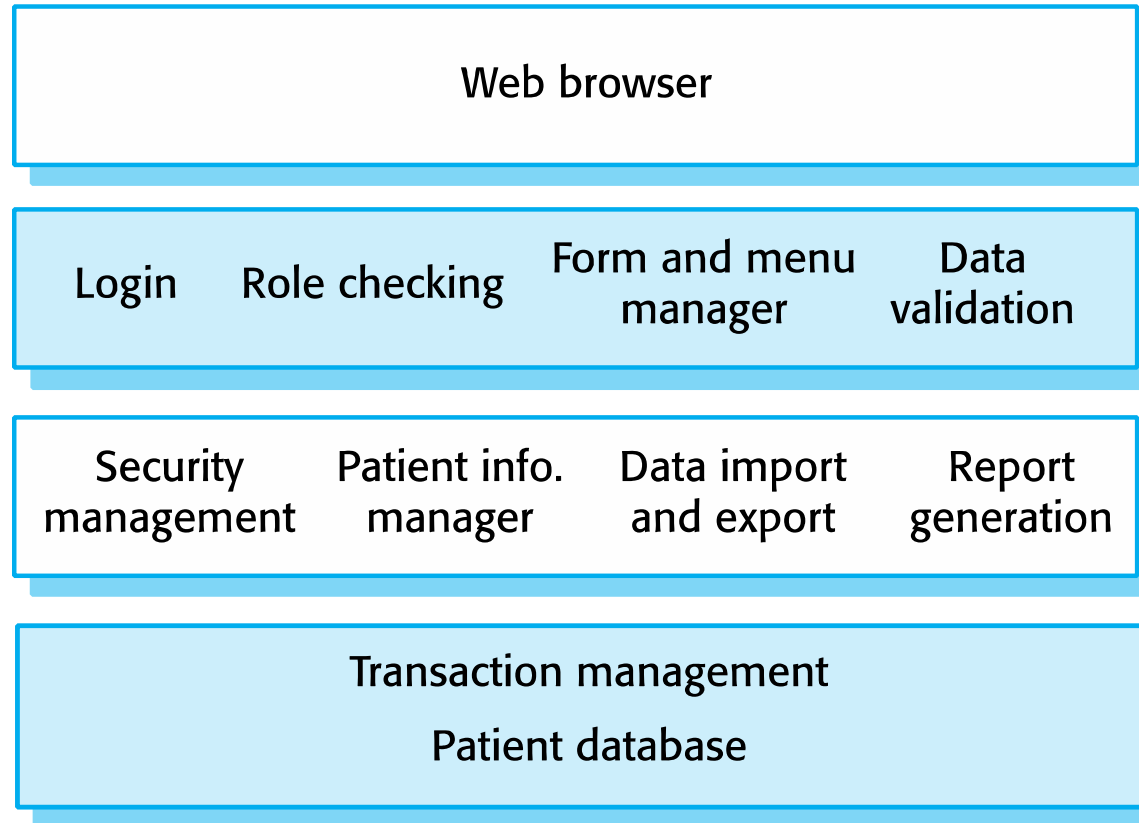 Web browser
Login
Role checking
Form and menu
manager
Data
validation
Security
management
Patient info.
manager
Data import
and export
Report
generation
Transaction management
Patient database